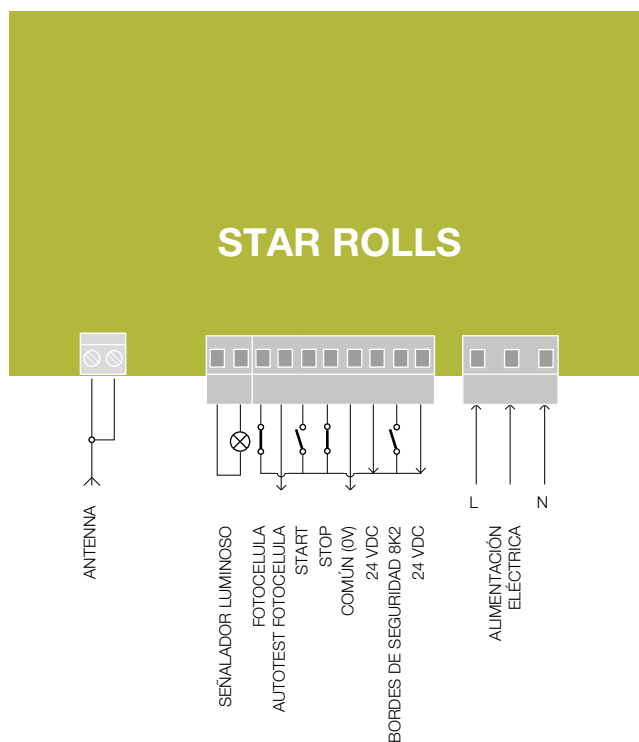 STAR ROLLS
L
N
ANTENNA
SEÑALADOR LUMINOSO
FOTOCELULA
AUTOTEST FOTOCELULA
START
STOP
COMÚN (0V)
24 VDC
BORDES DE SEGURIDAD 8K2
24 VDC
ALIMENTACIÓN
ELÉCTRICA